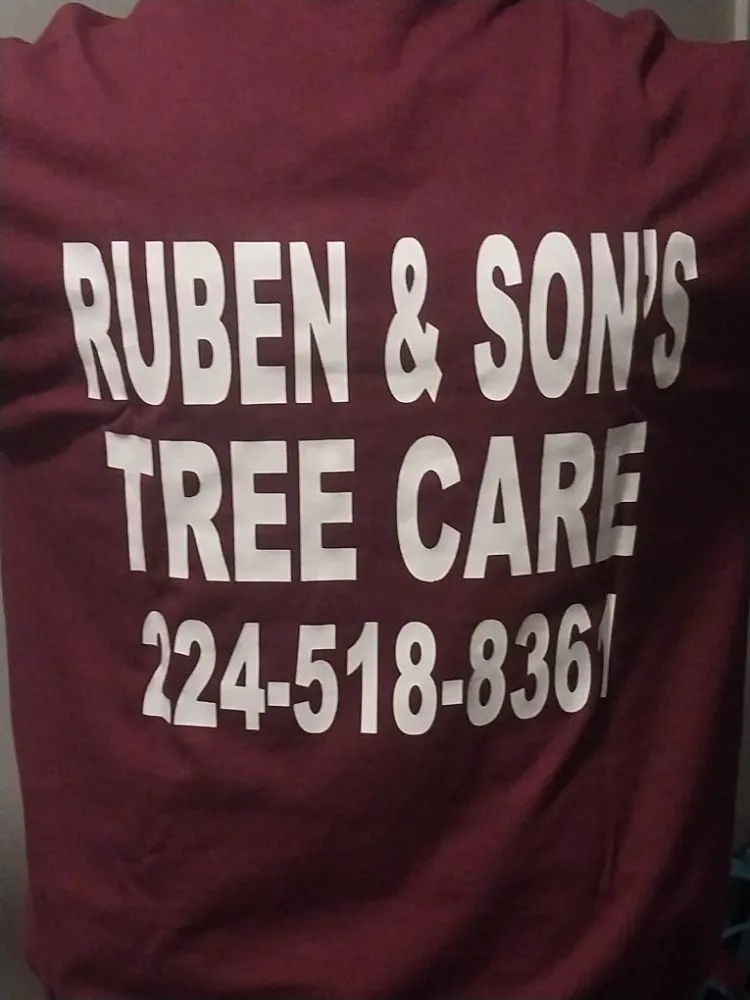 RUBEN & SON'S
TREE CARE
224-518-8361